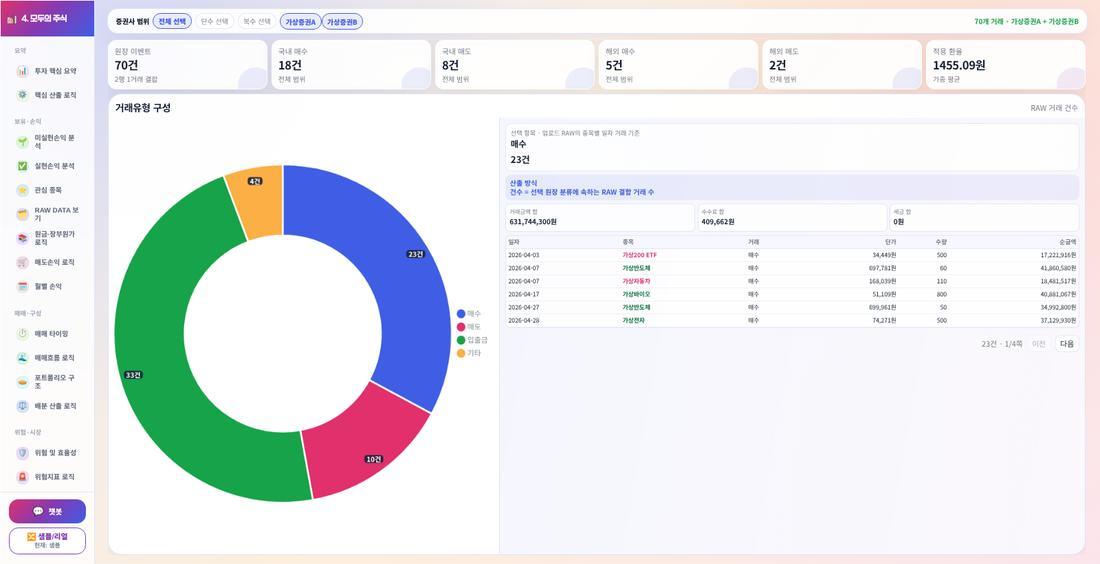 4. 모두의 주식
요약
투자 핵심 요약
핵심 산출 로직
보유·손익
미실현손익 분
석
실현손익 분석
관심 종목
RAW DATA 보
기
원금·장부원가
로직
매도손익 로직
월별 손익
매매·구성
매매 타이밍
매매흐름 로직
포트폴리오 구
조
배분 산출 로직
위험·시장
위험 및 효율성
위험지표 로직
챗봇
샘플/리얼
현재: 샘플
증권사 범위 전체 선택 단수 선택 복수 선택 가상증권A 가상증권B
70개 거래 · 가상증권A + 가상증권B
원장 이벤트
70건
2행 1거래 결합
국내 매수
18건
전체 범위
국내 매도
8건
전체 범위
해외 매수
5건
전체 범위
해외 매도
2건
전체 범위
적용 환율
1455.09원
가중 평균
거래유형 구성
RAW 거래 건수
4건
23건
33건
10건
매수
매도
입출금
기타
선택 항목 · 업로드 RAW의 종목별 일자 거래 기준
매수
23건
산출 방식
건수 = 선택 원장 분류에 속하는 RAW 결합 거래 수
거래금액 합
631,744,300원
수수료 합
409,662원
세금 합
0원
일자 종목 거래 단가 수량 순금액
2026-04-03 가상200 ETF 매수 34,449원 500 17,221,916원
2026-04-07 가상반도체 매수 697,781원 60 41,860,580원
2026-04-07 가상자동차 매수 168,039원 110 18,481,517원
2026-04-17 가상바이오 매수 51,109원 800 40,881,067원
2026-04-27 가상반도체 매수 699,961원 50 34,992,800원
2026-04-28 가상전자 매수 74,271원 500 37,129,930원
23건 · 1/4쪽 이전 다음